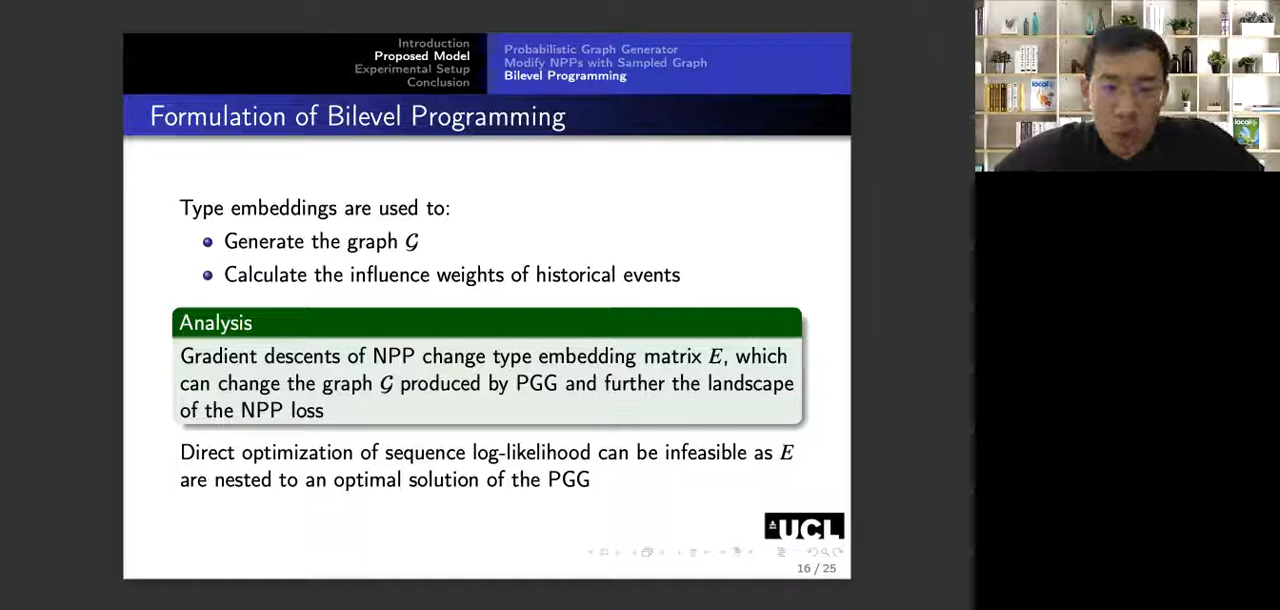 Introduction
Proposed Model
Experimental Setup
Conclusion
Probabilistic Graph Generator
Modify NPPs with Sampled Graph
Bilevel Programming
Formulation of Bilevel Programming
Type embeddings are used to:
Generate the graph 𝒢
Calculate the influence weights of historical events
Analysis
Gradient descents of NPP change type embedding matrix E, which
can change the graph 𝒢 produced by PGG and further the landscape
of the NPP loss
Direct optimization of sequence log-likelihood can be infeasible as E
are nested to an optimal solution of the PGG
UCL
16 / 25
local